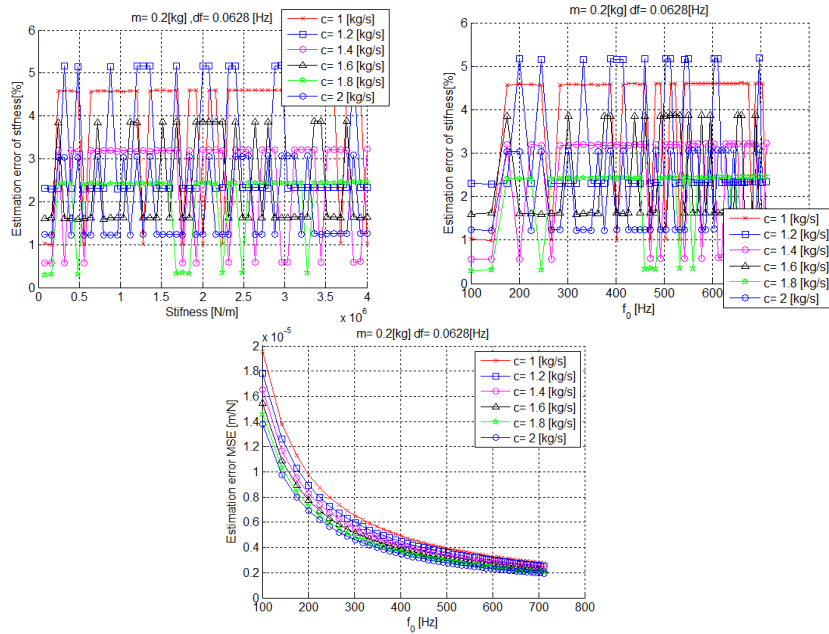 m= 0.2[kg] ,df= 0.0628 [Hz]
Estimation error of stifness[%]
6
5
4
3
2
1
0
0
0.5
1
1.5
2
2.5
3
3.5
4
x 10^6
Stifness [N/m]
c= 1 [kg/s]
c= 1.2 [kg/s]
c= 1.4 [kg/s]
c= 1.6 [kg/s]
c= 1.8 [kg/s]
c= 2 [kg/s]
m= 0.2[kg] df= 0.0628 [Hz]
Estimation error of stifness[%]
6
5
4
3
2
1
0
100
200
300
400
500
600
f_0 [Hz]
c= 1 [kg/s]
c= 1.2 [kg/s]
c= 1.4 [kg/s]
c= 1.6 [kg/s]
c= 1.8 [kg/s]
c= 2 [kg/s]
x 10^-5
m= 0.2[kg] df= 0.0628[Hz]
Estimation error MSE [m/N]
2
1.8
1.6
1.4
1.2
1
0.8
0.6
0.4
0.2
0
100
200
300
400
500
600
700
800
f_0 [Hz]
c= 1 [kg/s]
c= 1.2 [kg/s]
c= 1.4 [kg/s]
c= 1.6 [kg/s]
c= 1.8 [kg/s]
c= 2 [kg/s]